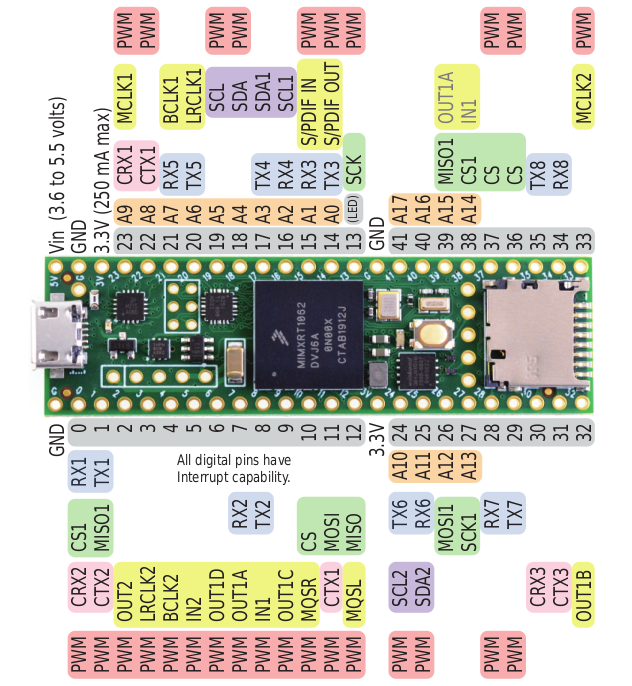 PWM PWM PWM PWM PWM PWM PWM PWM PWM PWM
MCLK1 BCLK1 LRCLK1 SCL SDA SDA1 SCL1 S/PDIF IN S/PDIF OUT OUT1A IN1 MCLK2
CRX1 CTX1 RX5 TX5 TX4 RX4 RX3 TX3 SCK MISO1 CS1 CS CS TX8 RX8
A9 A8 A7 A6 A5 A4 A3 A2 A1 A0 (LED) A17 A16 A15 A14
Vin (3.6 to 5.5 volts)
GND
3.3V (250 mA max)
23 22 21 20 19 18 17 16 15 14 13 GND 41 40 39 38 37 36 35 34 33
MIMXRT1062
DVJ6A
0N00X
CTAB1912J
GND 0 1 2 3 4 5 6 7 8 9 10 11 12 3.3V 24 25 26 27 28 29 30 31 32
RX1 TX1 A10 A11 A12 A13
All digital pins have
Interrupt capability.
CS1 MISO1 RX2 TX2 CS MOSI MISO TX6 RX6 MOSI1 SCK1 RX7 TX7
CRX2 CTX2 OUT2 LRCLK2 BCLK2 IN2 OUT1D OUT1A IN1 OUT1C MQSR CTX1 MQSL SCL2 SDA2 CRX3 CTX3 OUT1B
PWM PWM PWM PWM PWM PWM PWM PWM PWM PWM PWM PWM PWM PWM PWM PWM PWM